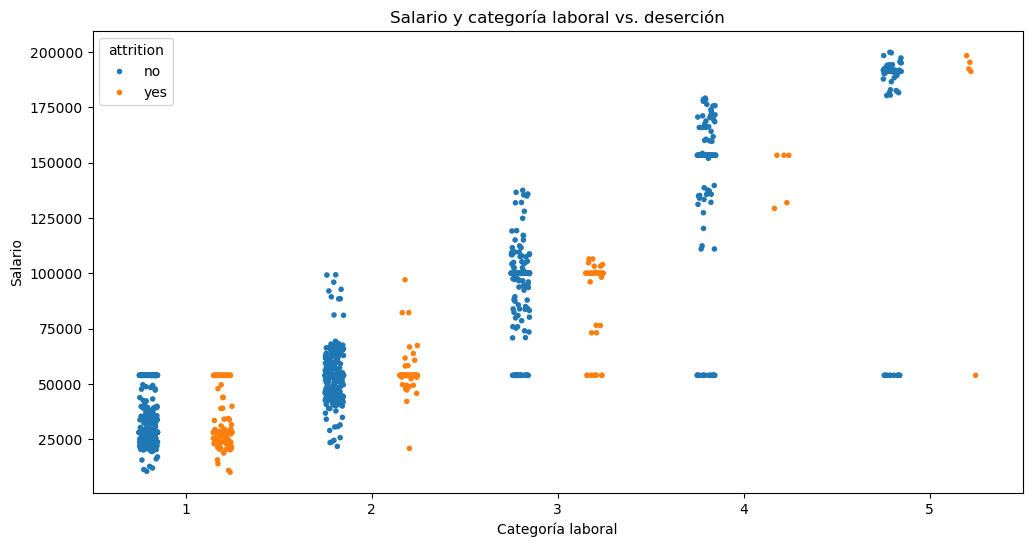 Salario y categoría laboral vs. deserción
attrition
no
yes
200000
175000
150000
125000
100000
75000
50000
25000
Salario
1 2 3 4 5
Categoría laboral